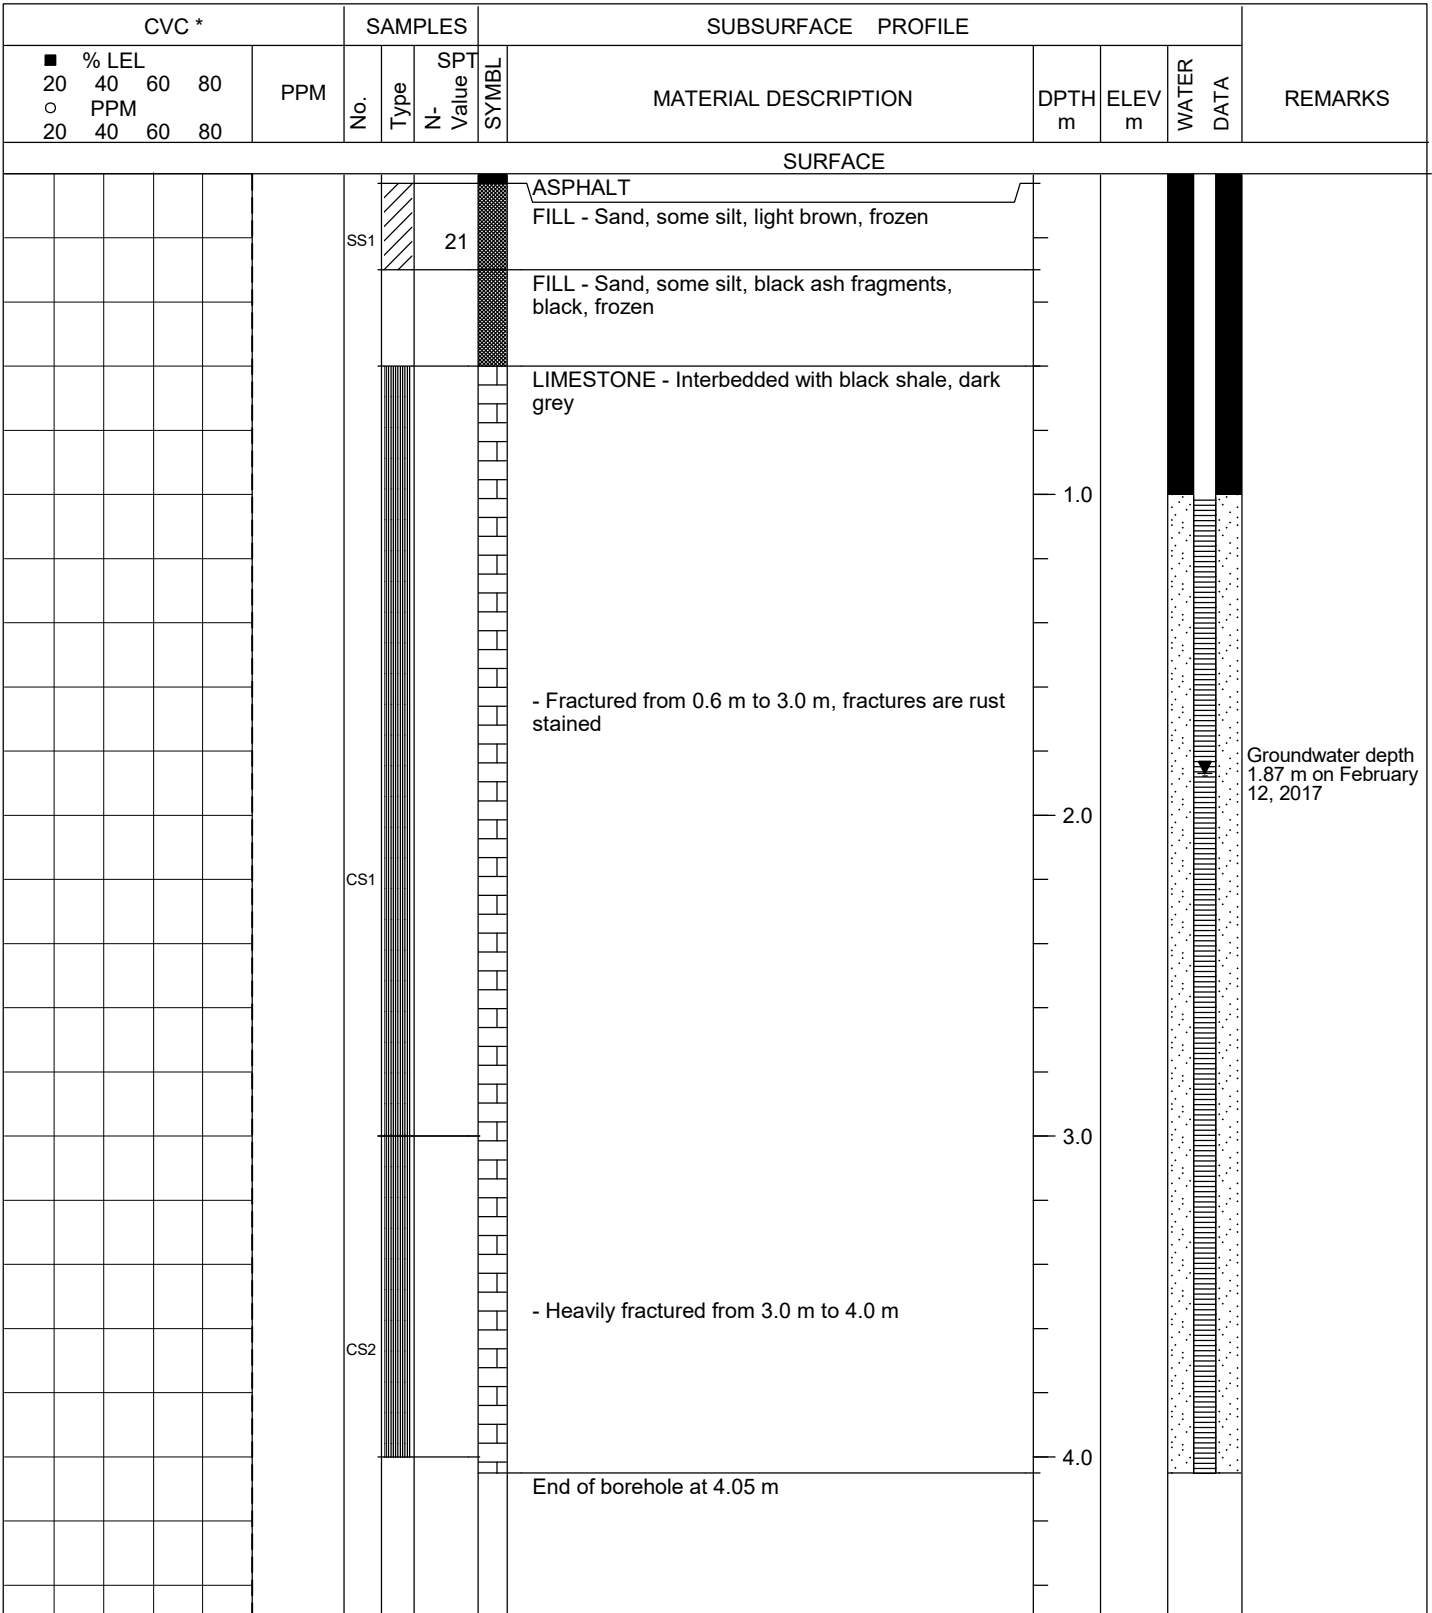 CVC *
SAMPLES
SUBSURFACE PROFILE
■ % LEL
20 40 60 80
○ PPM
20 40 60 80
PPM
No.
Type
SPT
N-
Value
SYMBL
MATERIAL DESCRIPTION
DPTH
m
ELEV
m
WATER
DATA
REMARKS
SURFACE
ASPHALT
FILL - Sand, some silt, light brown, frozen
SS1
21
FILL - Sand, some silt, black ash fragments,
black, frozen
LIMESTONE - Interbedded with black shale, dark
grey
1.0
- Fractured from 0.6 m to 3.0 m, fractures are rust
stained
Groundwater depth
1.87 m on February
12, 2017
2.0
CS1
3.0
- Heavily fractured from 3.0 m to 4.0 m
CS2
4.0
End of borehole at 4.05 m